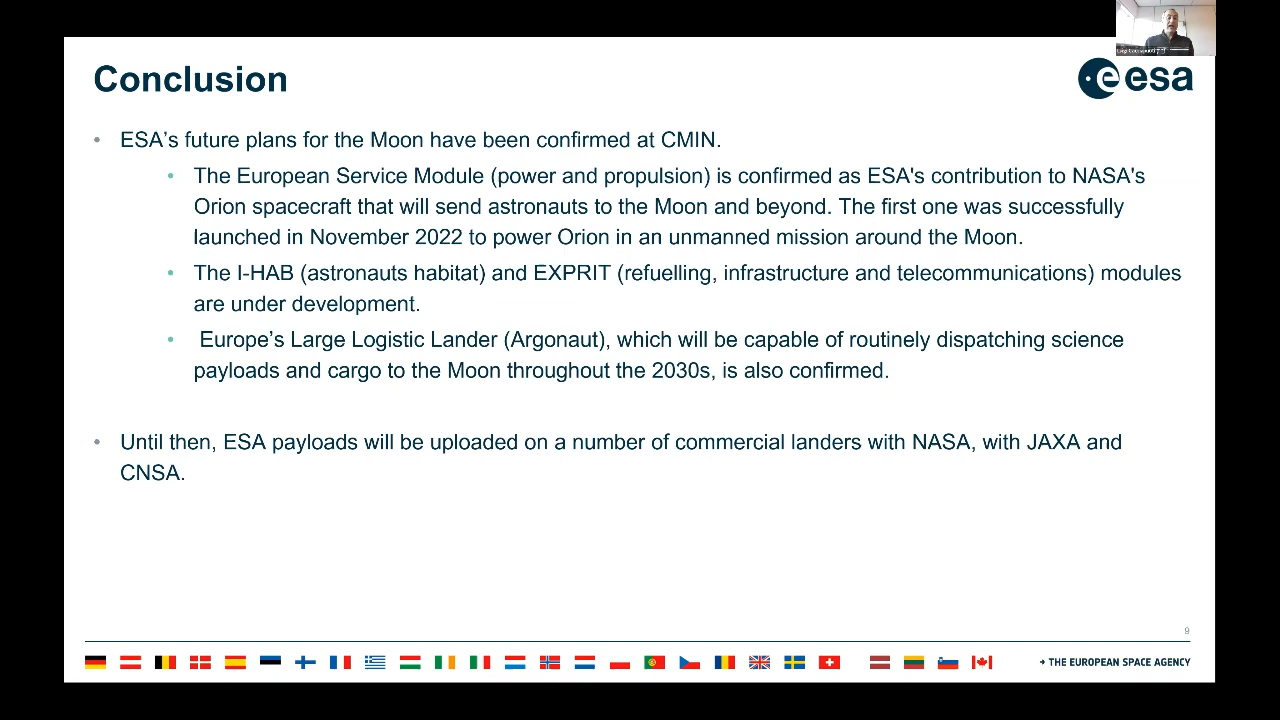 Conclusion
esa
• ESA’s future plans for the Moon have been confirmed at CMIN.
• The European Service Module (power and propulsion) is confirmed as ESA's contribution to NASA's
Orion spacecraft that will send astronauts to the Moon and beyond. The first one was successfully
launched in November 2022 to power Orion in an unmanned mission around the Moon.
• The I-HAB (astronauts habitat) and EXPRIT (refuelling, infrastructure and telecommunications) modules
are under development.
• Europe’s Large Logistic Lander (Argonaut), which will be capable of routinely dispatching science
payloads and cargo to the Moon throughout the 2030s, is also confirmed.
• Until then, ESA payloads will be uploaded on a number of commercial landers with NASA, with JAXA and
CNSA.
9
→ THE EUROPEAN SPACE AGENCY